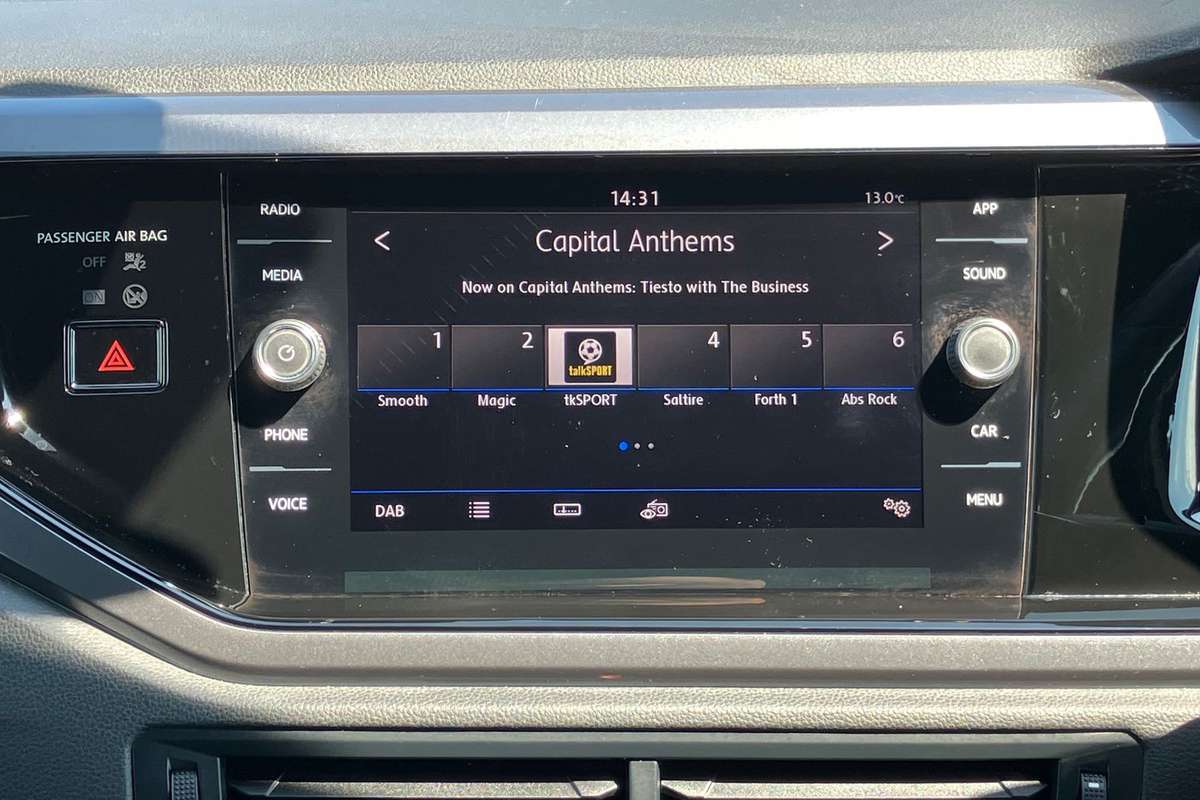 14:31
13.0°C
RADIO
APP
PASSENGER AIR BAG
OFF
2
ON
< Capital Anthems >
MEDIA
SOUND
Now on Capital Anthems: Tiesto with The Business
1 2 4 5 6
talkSPORT
Smooth Magic tkSPORT Saltire Forth 1 Abs Rock
PHONE
CAR
VOICE
MENU
DAB